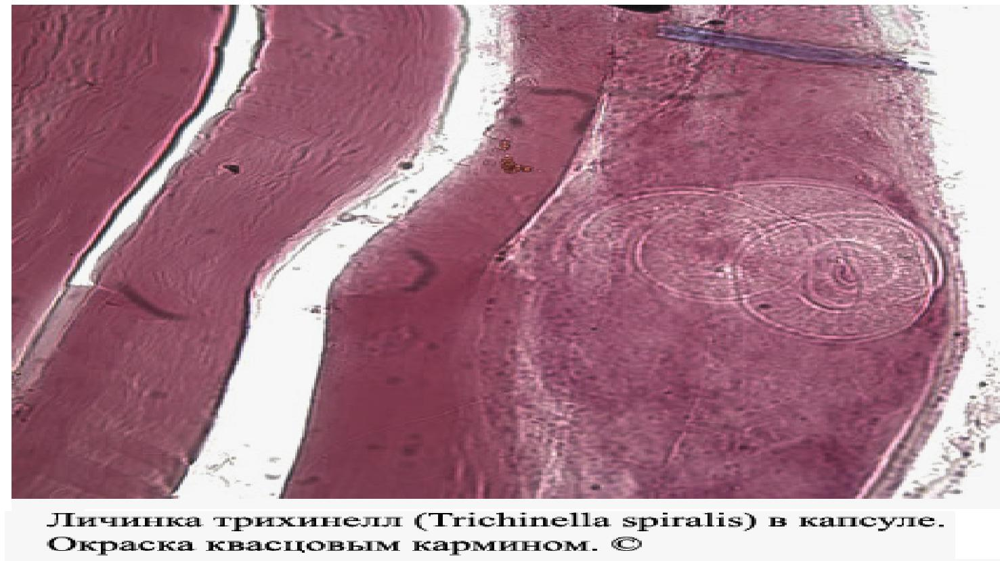 Личинка трихинелл (Trichinella spiralis) в капсуле.
Окраска квасцовым кармином. ©